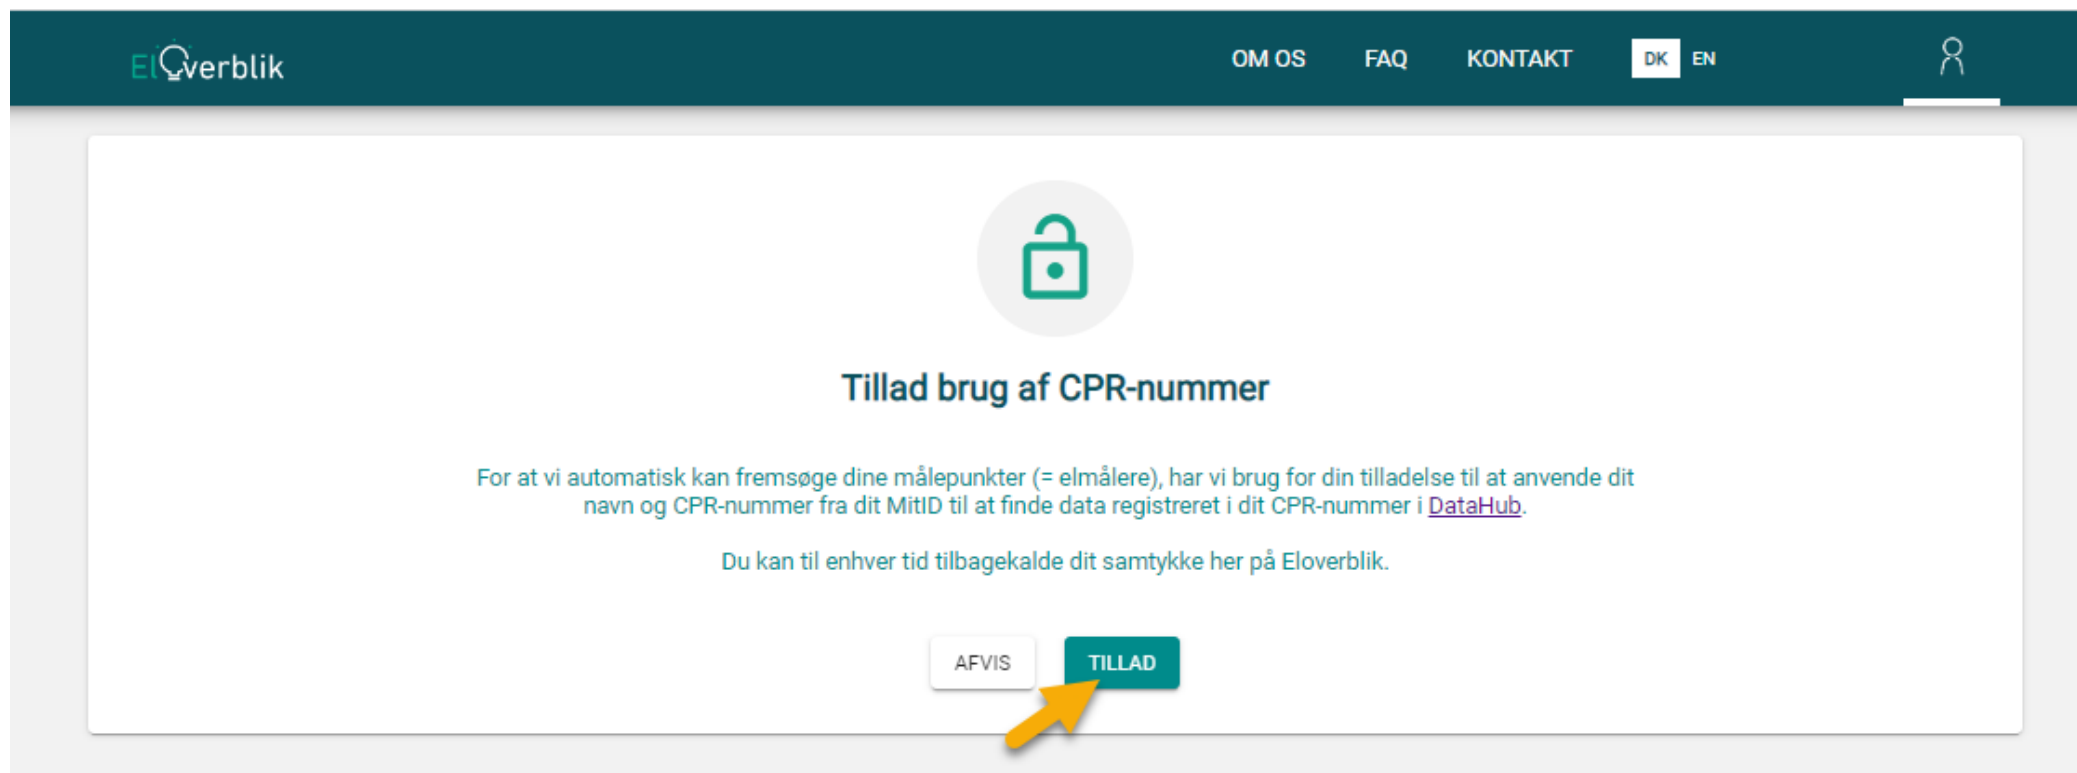 ElOverblik
OM OS FAQ KONTAKT DK EN
Tillad brug af CPR-nummer
For at vi automatisk kan fremsøge dine målepunkter (= elmålere), har vi brug for din tilladelse til at anvende dit
navn og CPR-nummer fra dit MitID til at finde data registreret i dit CPR-nummer i DataHub.
Du kan til enhver tid tilbagekalde dit samtykke her på Eloverblik.
AFVIS TILLAD